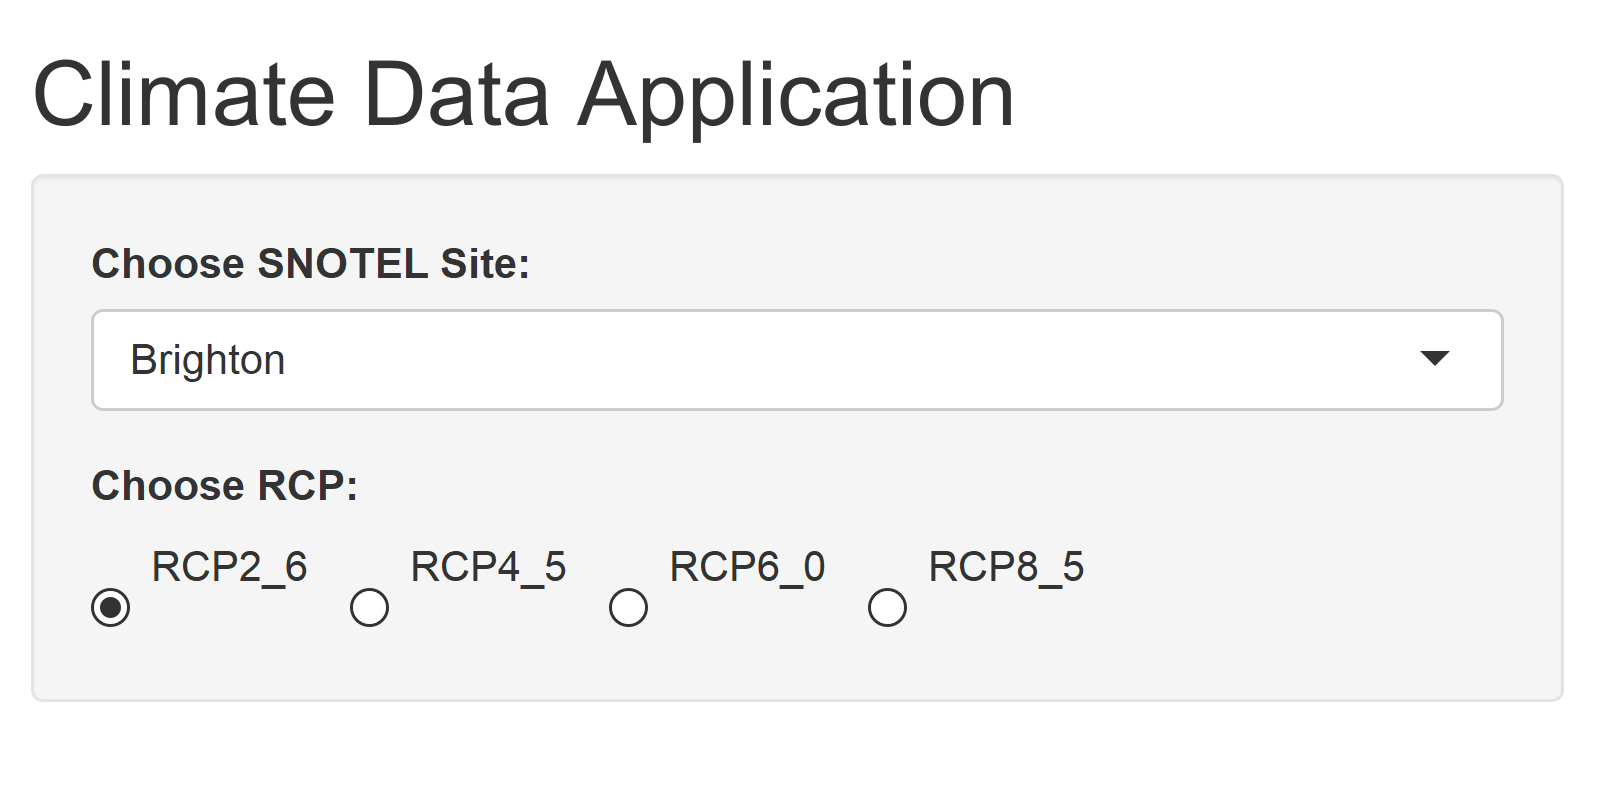 Climate Data Application
Choose SNOTEL Site:
Brighton
Choose RCP:
RCP2_6 RCP4_5 RCP6_0 RCP8_5